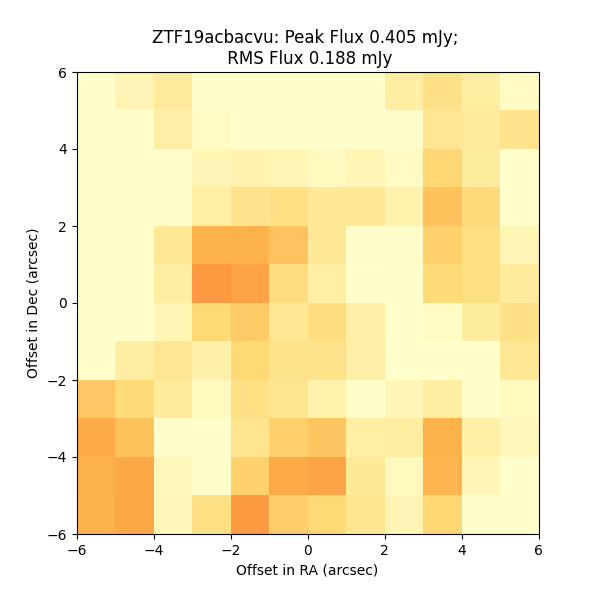 ZTF19acbacvu: Peak Flux 0.405 mJy;
RMS Flux 0.188 mJy
6
4
2
0
−2
−4
−6
Offset in Dec (arcsec)
−6 −4 −2 0 2 4 6
Offset in RA (arcsec)